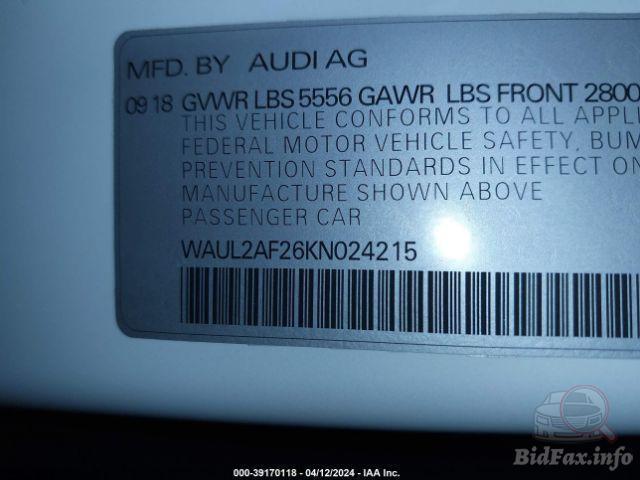 MFD. BY AUDI AG
09 18 GVWR LBS 5556 GAWR LBS FRONT 2800
THIS VEHICLE CONFORMS TO ALL
FEDERAL MOTOR VEHICLE SAFETY,
PREVENTION STANDARDS IN EFFECT ON
MANUFACTURE SHOWN ABOVE
PASSENGER CAR
WAUL2AF26KN024215
BidFax.info
000-39170118 - 04/12/2024 - IAA Inc.